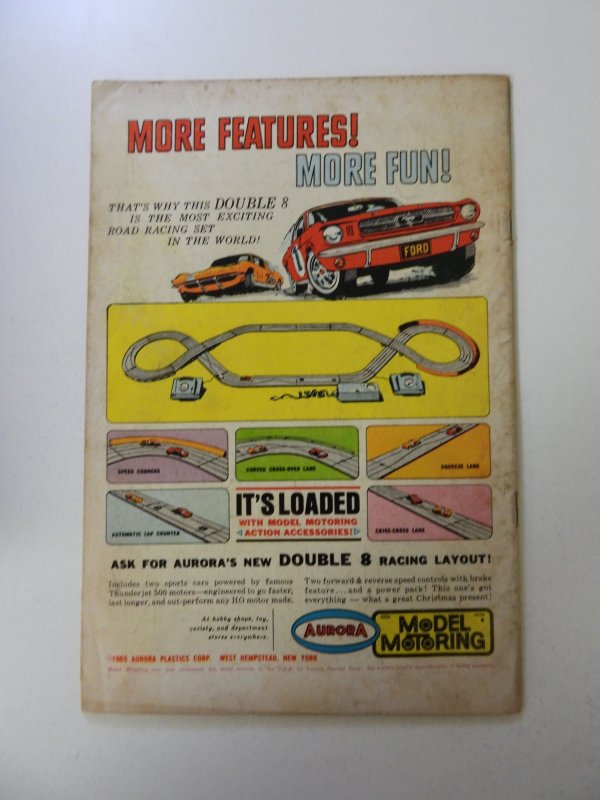 MORE FEATURES!
MORE FUN!
THAT'S WHY THIS DOUBLE 8
IS THE MOST EXCITING
ROAD RACING SET
IN THE WORLD!
1
FORD
SPEED CORNERS
CURVED CROSS-OVER LANE
SQUEEZE LANE
AUTOMATIC LAP COUNTER
IT'S LOADED
WITH MODEL MOTORING
ACTION ACCESSORIES!
CRISS-CROSS LANE
ASK FOR AURORA'S NEW DOUBLE 8 RACING LAYOUT!
Includes two sports cars powered by famous
Thunderjet 500 motors—engineered to go faster,
last longer, and out-perform any HO motor made.
Two forward & reverse speed controls with brake
feature...and a power pack! This one's got
everything — what a great Christmas present!
At hobby shops, toy,
variety, and department
stores everywhere.
AURORA
MODEL
MOTORING
©1965 AURORA PLASTICS CORP. WEST HEMPSTEAD, NEW YORK